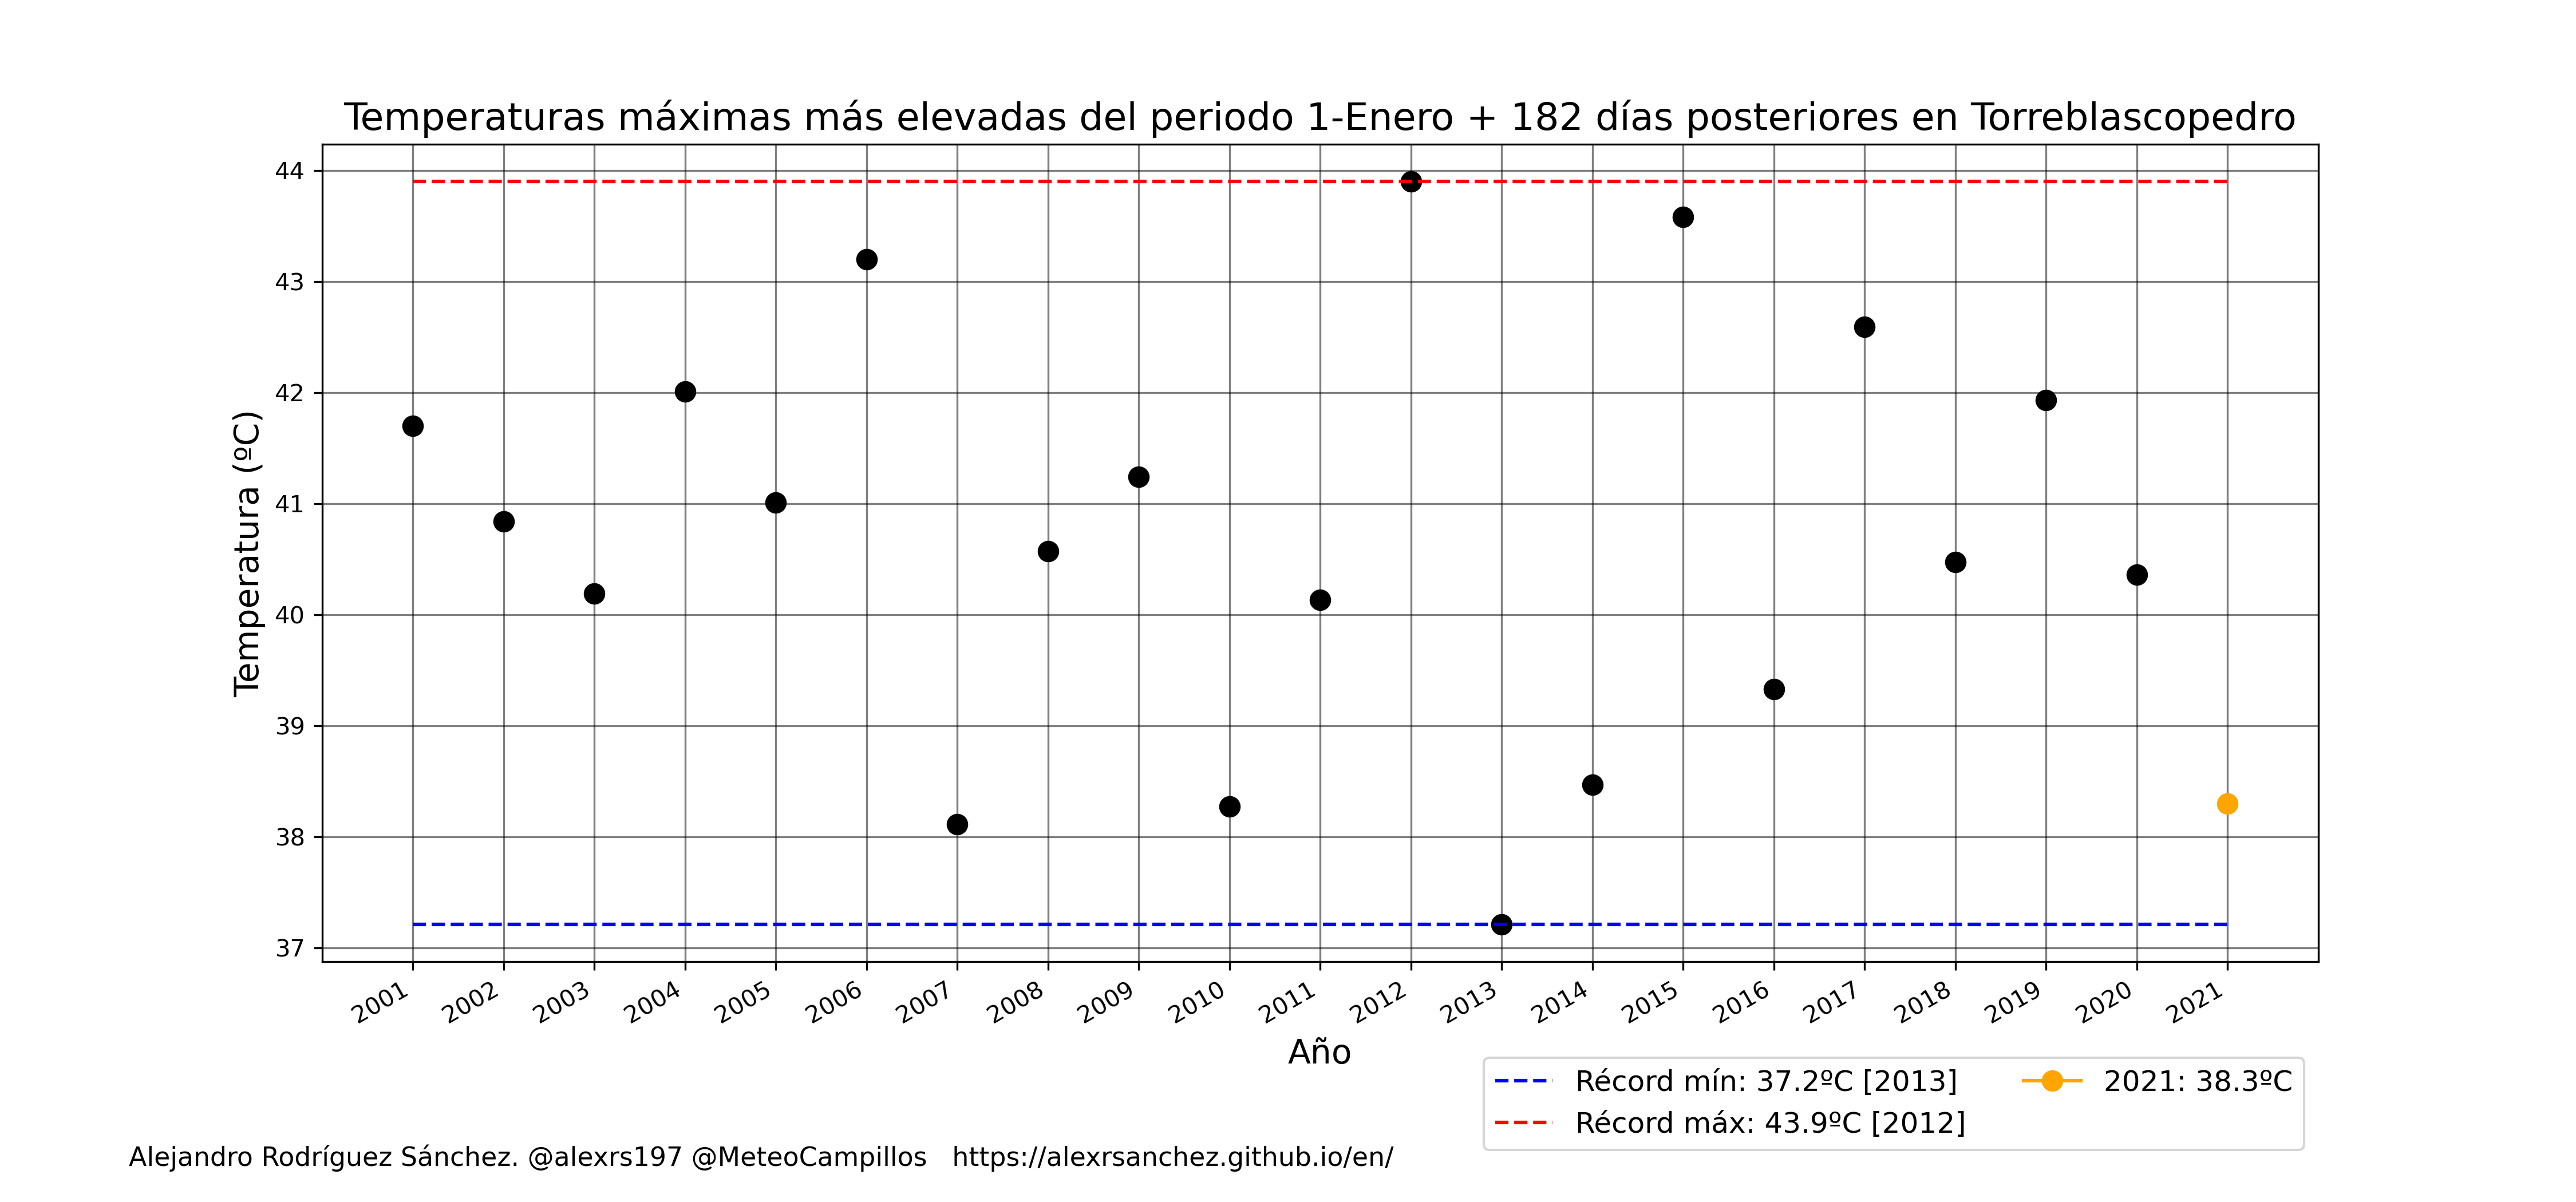 Temperaturas máximas más elevadas del periodo 1-Enero + 182 días posteriores en Torreblascopedro
Temperatura (ºC)
44
43
42
41
40
39
38
37
2001 2002 2003 2004 2005 2006 2007 2008 2009 2010 2011 2012 2013 2014 2015 2016 2017 2018 2019 2020 2021
Año
Récord mín: 37.2ºC [2013]
Récord máx: 43.9ºC [2012]
2021: 38.3ºC
Alejandro Rodríguez Sánchez. @alexrs197 @MeteoCampillos https://alexrsanchez.github.io/en/